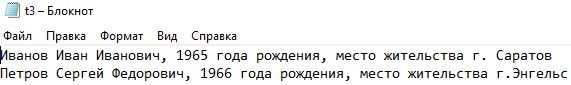 t3 – Блокнот
Файл Правка Формат Вид Справка
Иванов Иван Иванович, 1965 года рождения, место жительства г. Саратов
Петров Сергей Федорович, 1966 года рождения, место жительства г.Энгельс